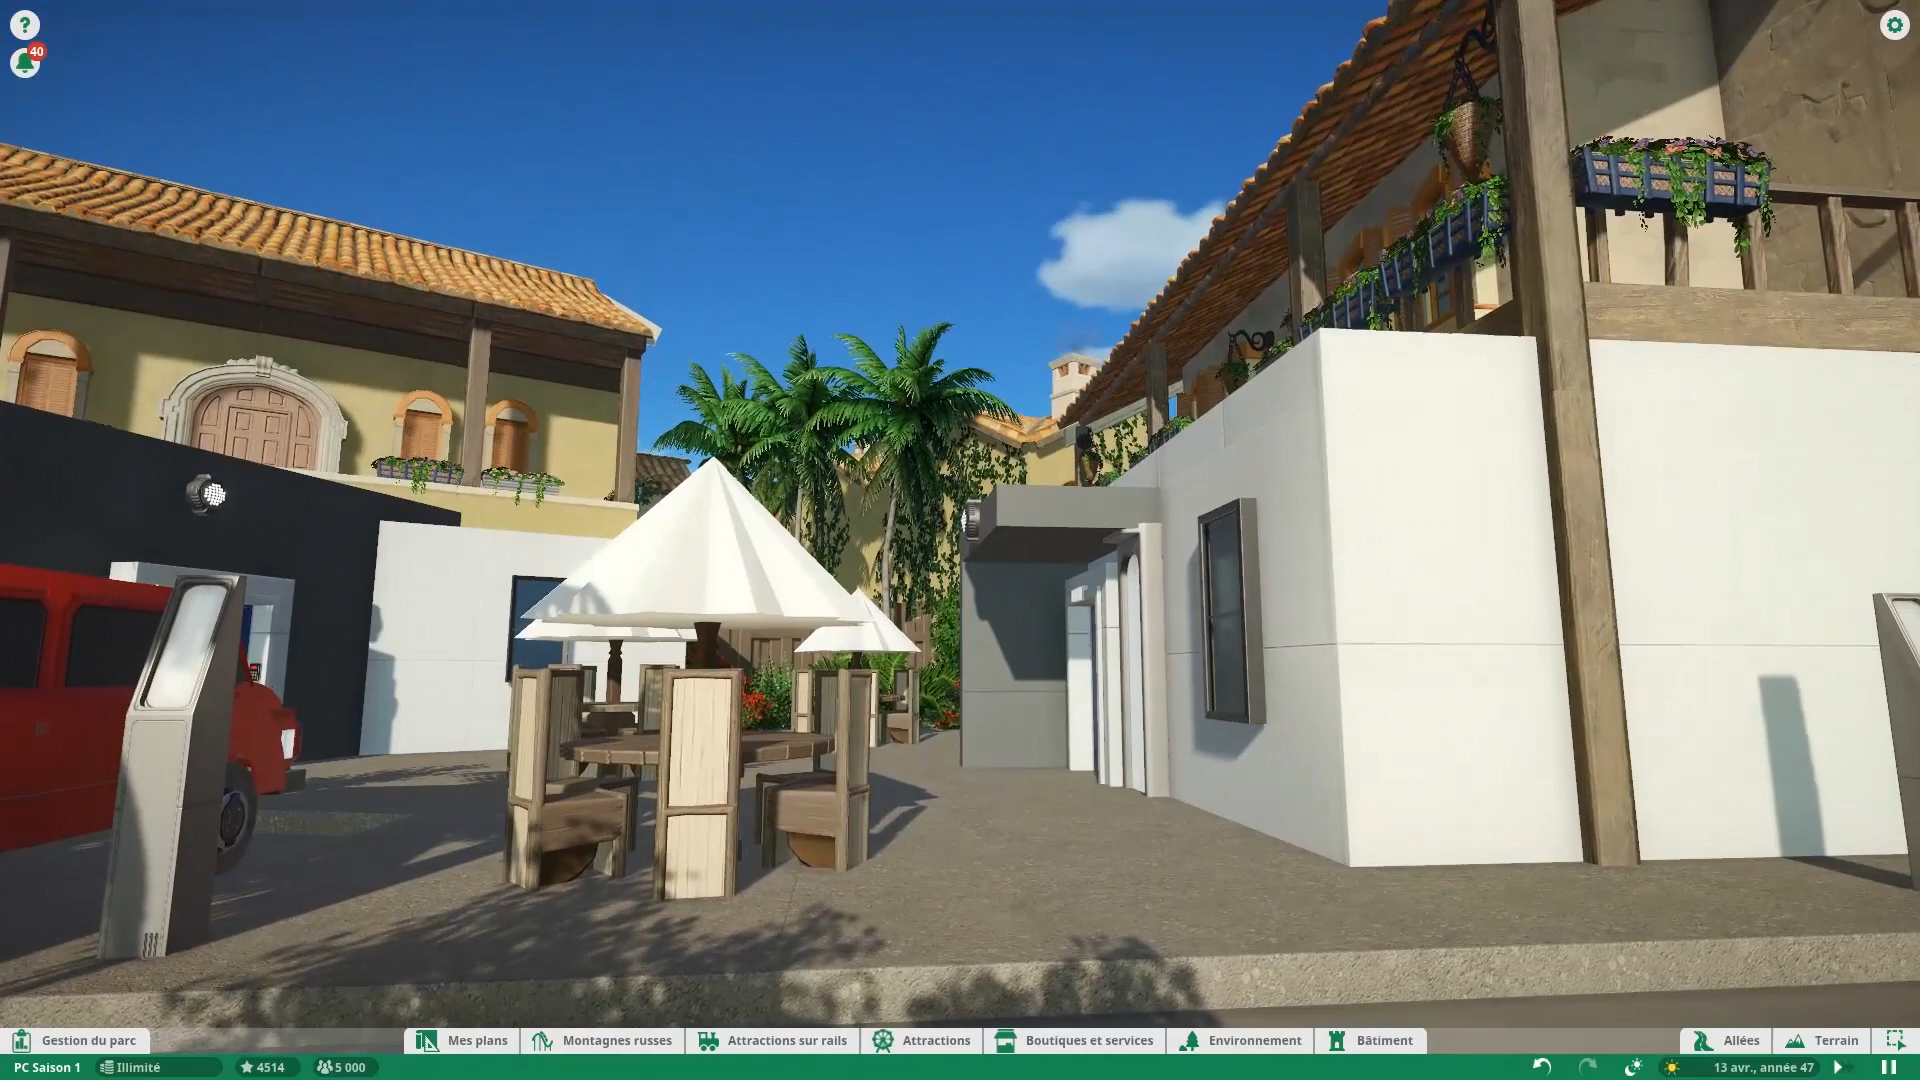 ?
40
Gestion du parc
Mes plans
Montagnes russes
Attractions sur rails
Attractions
Boutiques et services
Environnement
Bâtiment
Allées
Terrain
PC Saison 1
Illimité
4514
5 000
13 avr., année 47